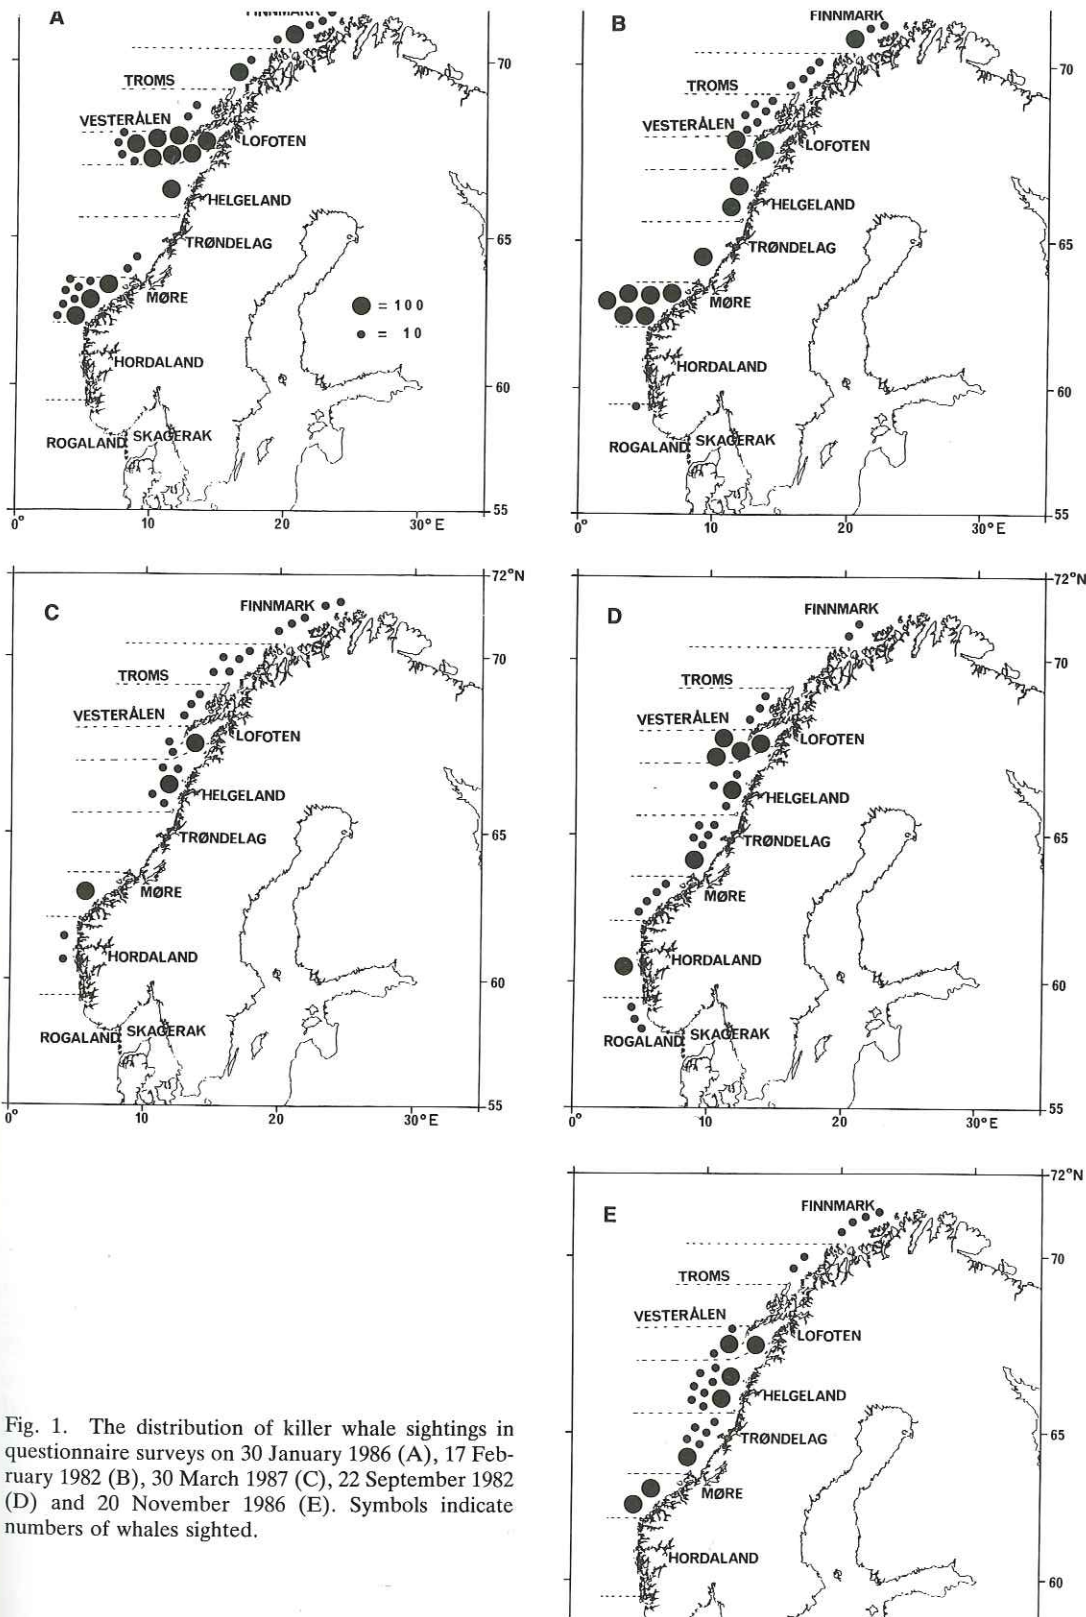 A
FINNMARK
70
TROMS
VESTERÅLEN
LOFOTEN
HELGELAND
65
TRØNDELAG
MØRE
= 100
= 10
HORDALAND
60
ROGALAND
SKAGERAK
55
0°
10
20
30°E
B
FINNMARK
70
TROMS
VESTERÅLEN
LOFOTEN
HELGELAND
65
TRØNDELAG
MØRE
HORDALAND
60
ROGALAND
SKAGERAK
55
0°
10
20
30°E
72°N
C
FINNMARK
70
TROMS
VESTERÅLEN
LOFOTEN
HELGELAND
65
TRØNDELAG
MØRE
HORDALAND
60
ROGALAND
SKAGERAK
55
0°
10
20
30°E
72°N
D
FINNMARK
70
TROMS
VESTERÅLEN
LOFOTEN
HELGELAND
65
TRØNDELAG
MØRE
HORDALAND
60
ROGALAND
SKAGERAK
55
0°
10
20
30°E
72°N
E
FINNMARK
70
TROMS
VESTERÅLEN
LOFOTEN
HELGELAND
65
TRØNDELAG
MØRE
HORDALAND
60
Fig. 1. The distribution of killer whale sightings in
questionnaire surveys on 30 January 1986 (A), 17 Feb-
ruary 1982 (B), 30 March 1987 (C), 22 September 1982
(D) and 20 November 1986 (E). Symbols indicate
numbers of whales sighted.